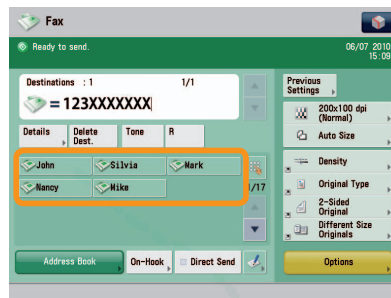 Fax
Ready to send.
06/07 2010
15:09
Destinations : 1
1/1
= 123XXXXXXX
Details
Delete
Dest.
Tone
R
John
Silvia
Mark
Nancy
Mike
1/17
Address Book
On-Hook
Direct Send
Previous
Settings
200x100 dpi
(Normal)
Auto Size
Density
Original Type
2-Sided
Original
Different Size
Originals
Options